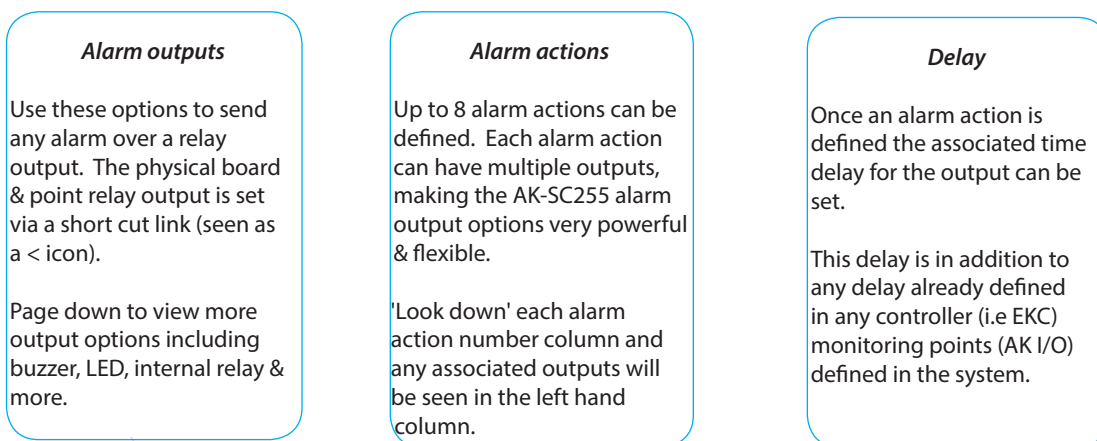 Alarm outputs
Use these options to send
any alarm over a relay
output. The physical board
& point relay output is set
via a short cut link (seen as
a < icon).
Page down to view more
output options including
buzzer, LED, internal relay &
more.
Alarm actions
Up to 8 alarm actions can be
defined. Each alarm action
can have multiple outputs,
making the AK-SC255 alarm
output options very powerful
& flexible.
'Look down' each alarm
action number column and
any associated outputs will
be seen in the left hand
column.
Delay
Once an alarm action is
defined the associated time
delay for the output can be
set.
This delay is in addition to
any delay already defined
in any controller (i.e EKC)
monitoring points (AK I/O)
defined in the system.